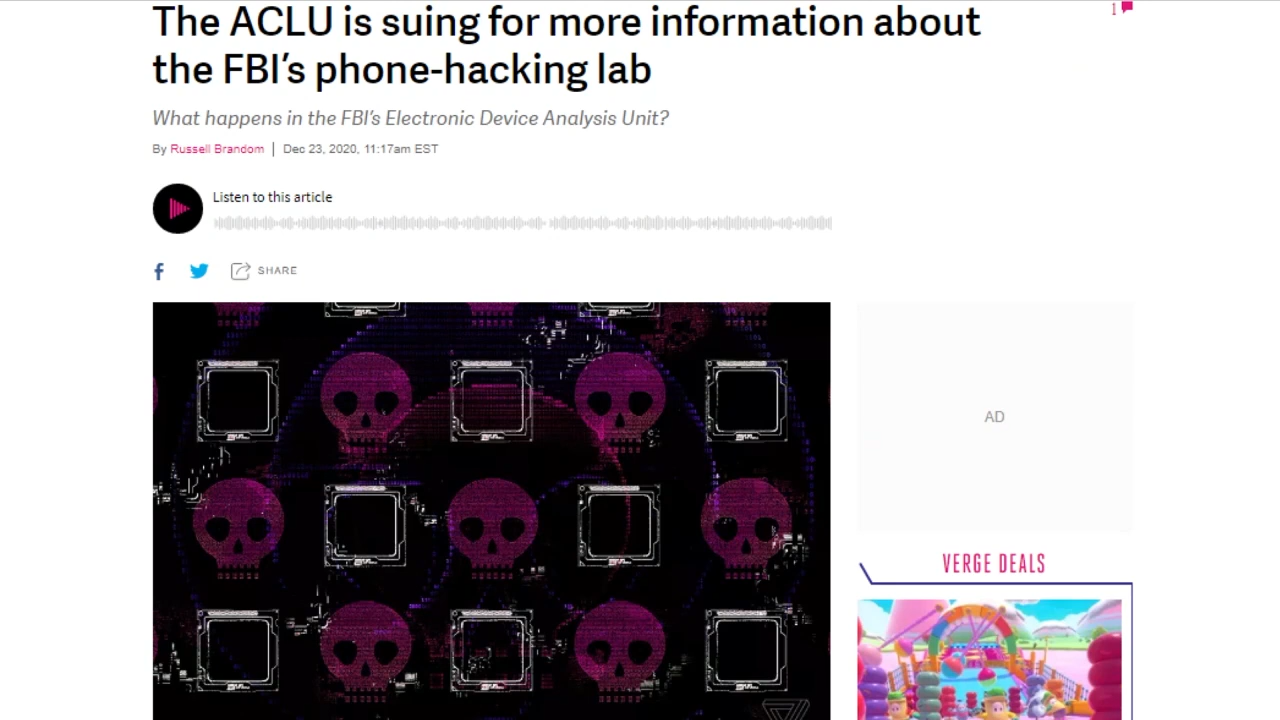 The ACLU is suing for more information about
the FBI's phone-hacking lab
1
What happens in the FBI's Electronic Device Analysis Unit?
By Russell Brandom | Dec 23, 2020, 11:17am EST
Listen to this article
SHARE
AD
VERGE DEALS